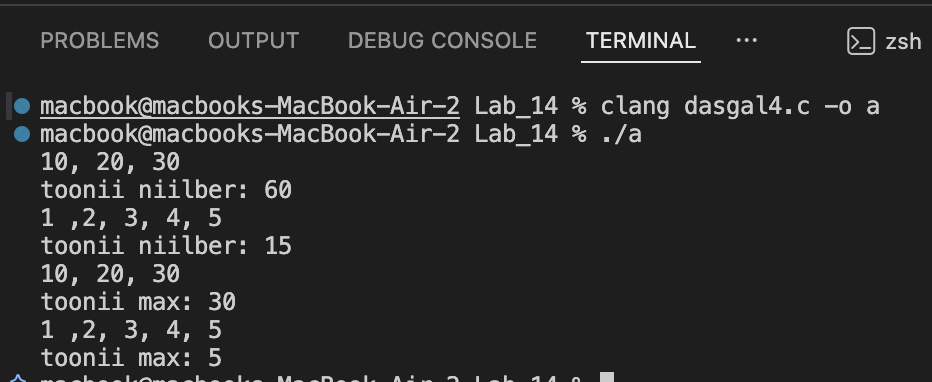 PROBLEMS OUTPUT DEBUG CONSOLE TERMINAL ··· zsh
macbook@macbooks-MacBook-Air-2 Lab_14 % clang dasgal4.c -o a
macbook@macbooks-MacBook-Air-2 Lab_14 % ./a
10, 20, 30
toonii niilber: 60
1 ,2, 3, 4, 5
toonii niilber: 15
10, 20, 30
toonii max: 30
1 ,2, 3, 4, 5
toonii max: 5
macbook@macbooks-MacBook-Air-2 Lab_14 %